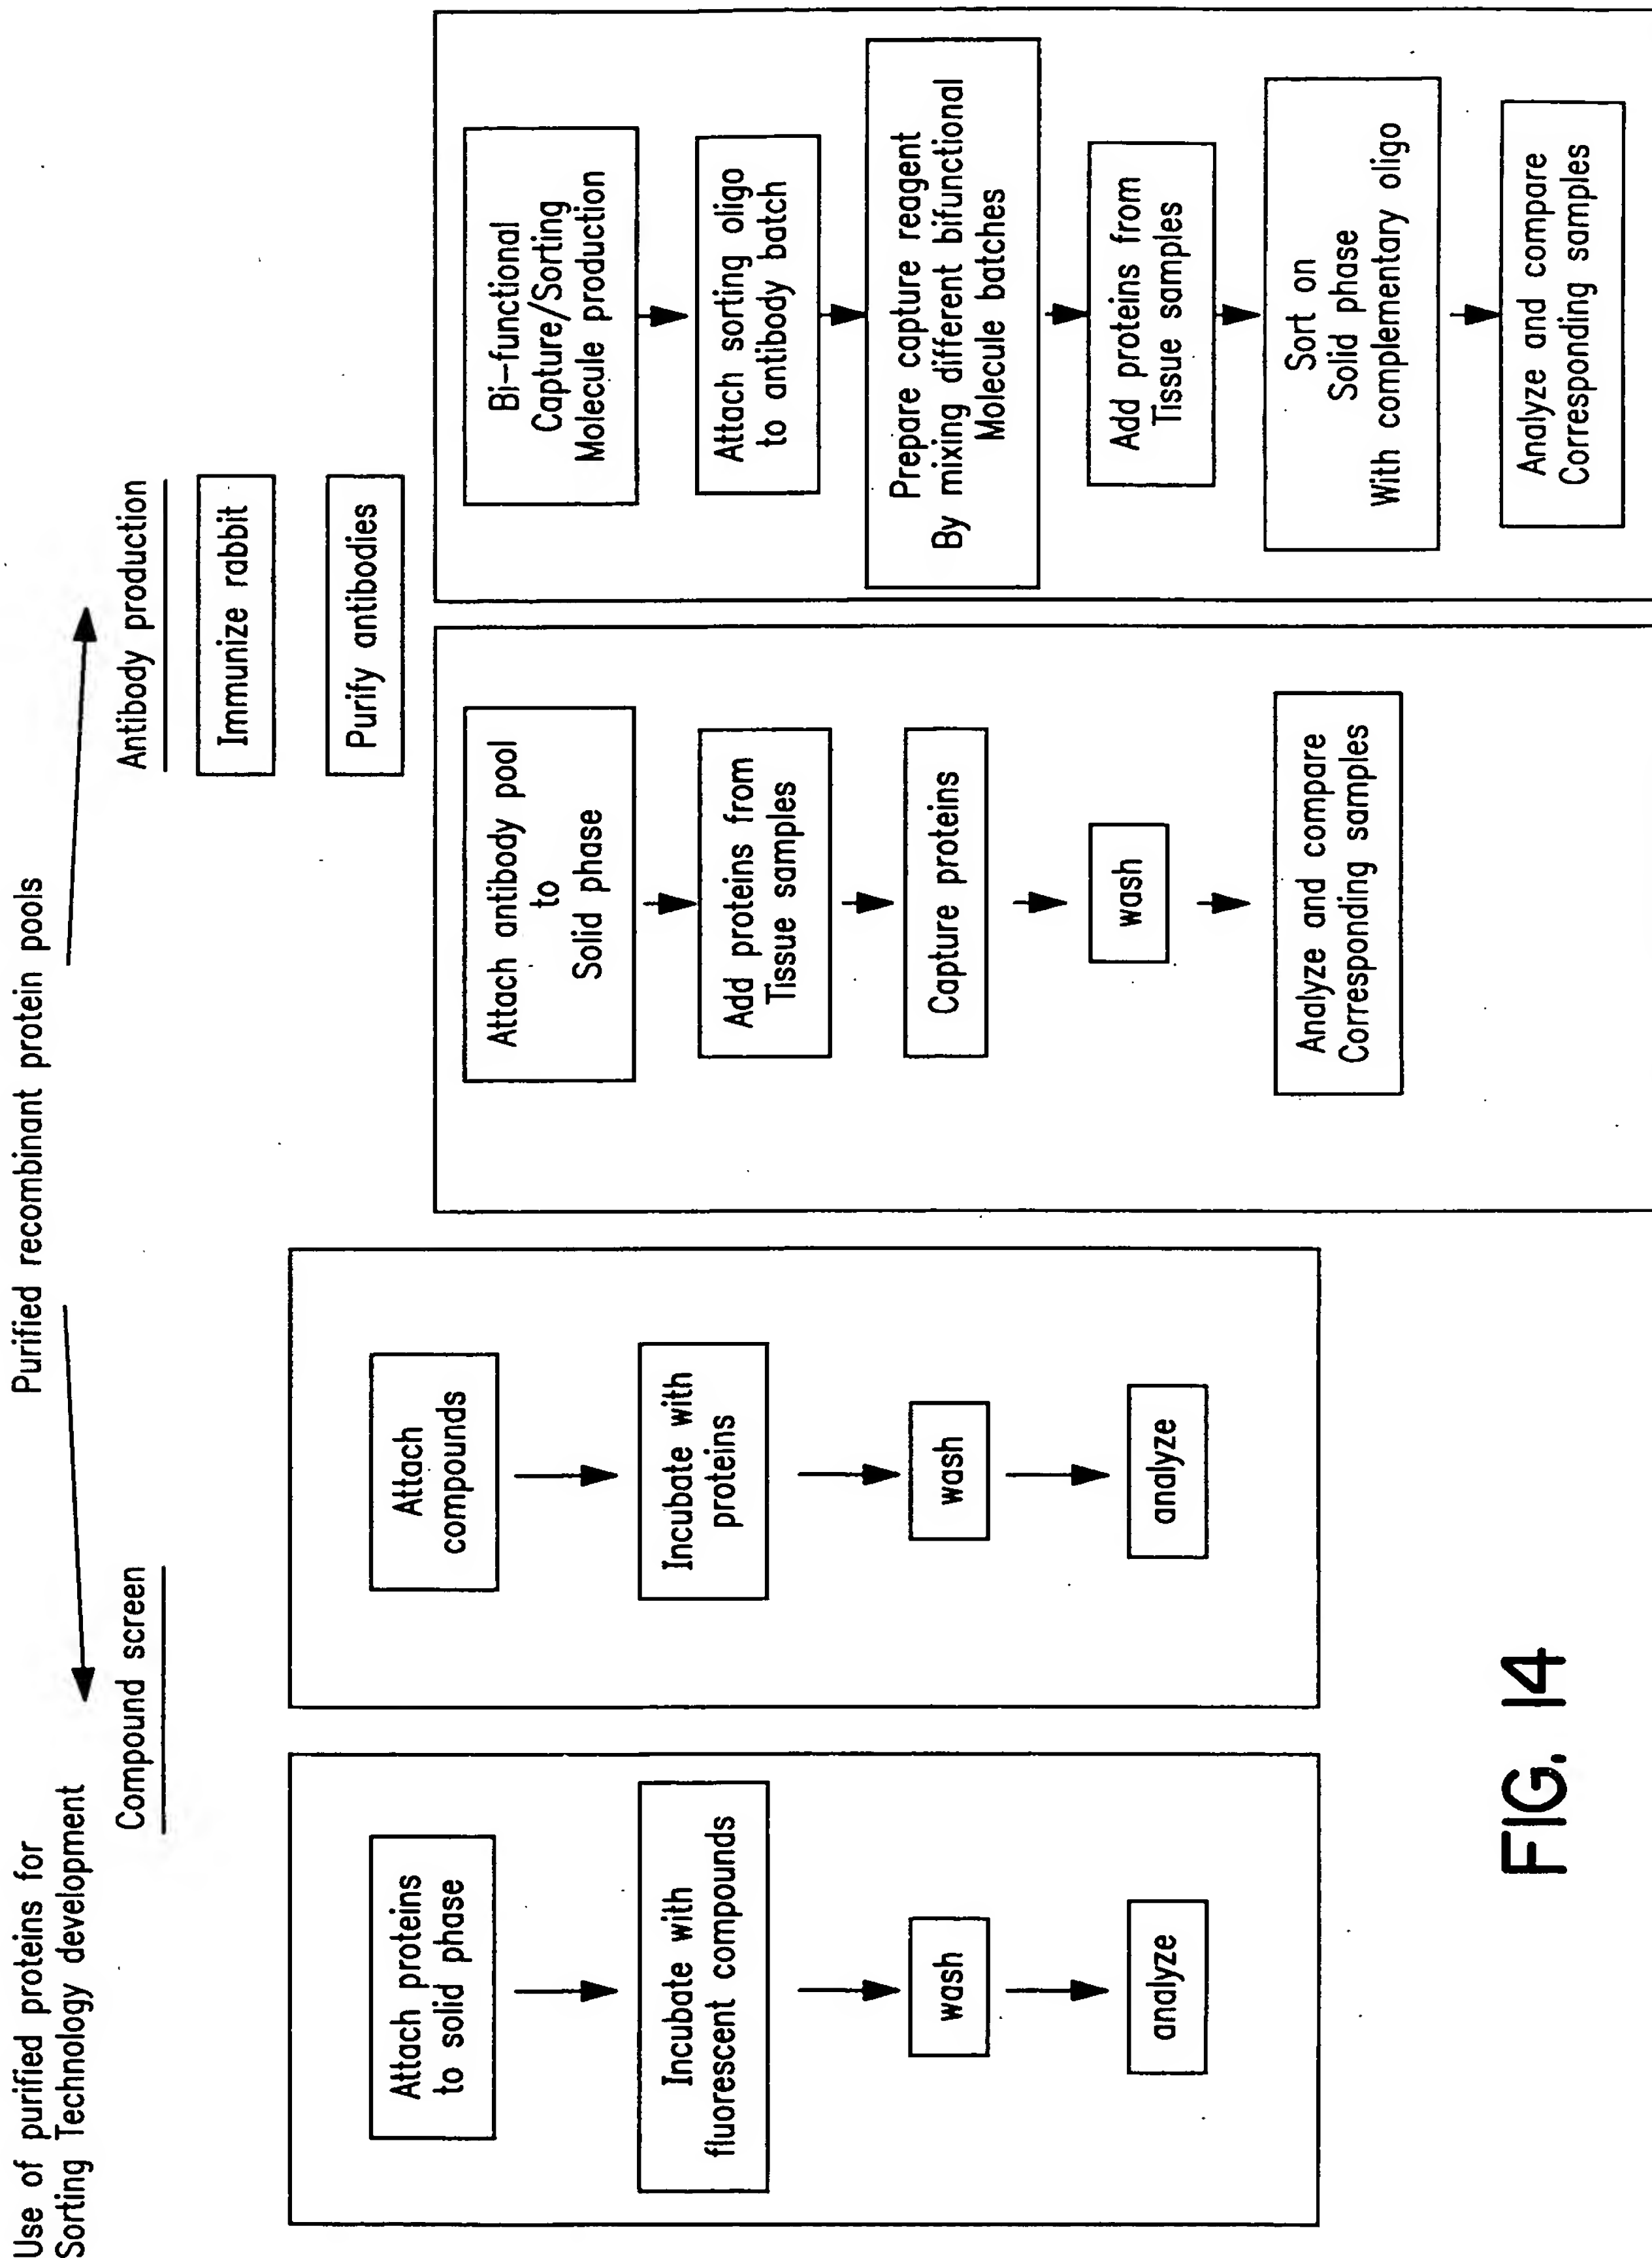 Use of purified proteins for
Sorting Technology development
Purified recombinant protein pools
Compound screen
Attach proteins
to solid phase
Incubate with
fluorescent compounds
wash
analyze
Attach
compounds
Incubate with
proteins
wash
analyze
Antibody production
Immunize rabbit
Purify antibodies
Attach antibody pool
to
Solid phase
Add proteins from
Tissue samples
Capture proteins
wash
Analyze and compare
Corresponding samples
Bi-functional
Capture/Sorting
Molecule production
Attach sorting oligo
to antibody batch
Prepare capture reagent
By mixing different bifunctional
Molecule batches
Add proteins from
Tissue samples
Sort on
Solid phase
With complementary oligo
Analyze and compare
Corresponding samples
FIG. 14